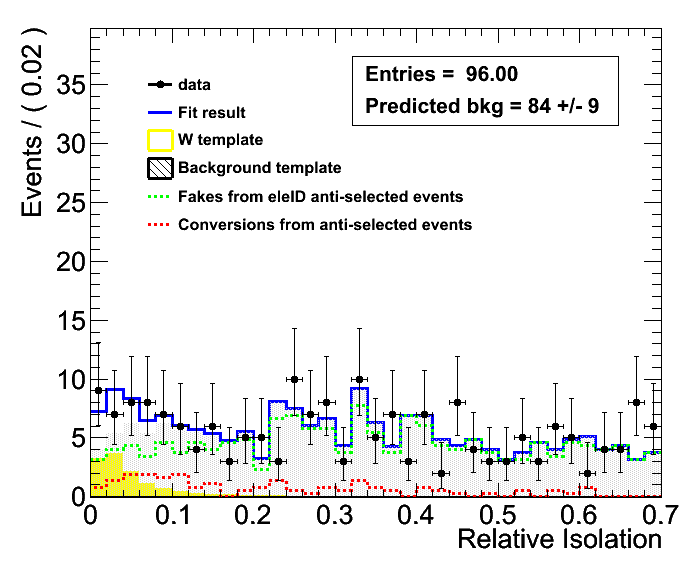 Events / ( 0.02 )
35
30
25
20
15
10
5
0
Entries = 96.00
Predicted bkg = 84 +/- 9
data
Fit result
W template
Background template
Fakes from eleID anti-selected events
Conversions from anti-selected events
0 0.1 0.2 0.3 0.4 0.5 0.6 0.7
Relative Isolation